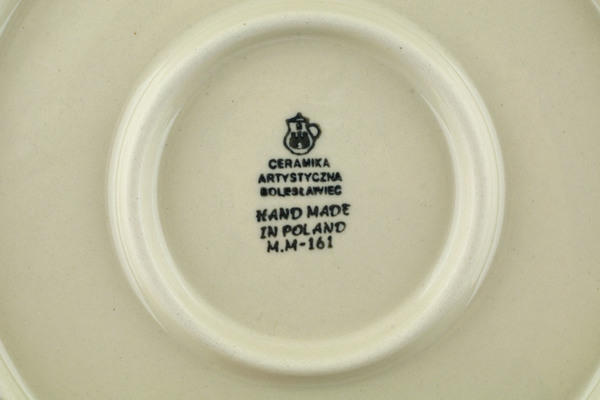 CERAMIKA
ARTYSTYCZNA
BOLESŁAWIEC
HAND MADE
IN POLAND
M.M-161